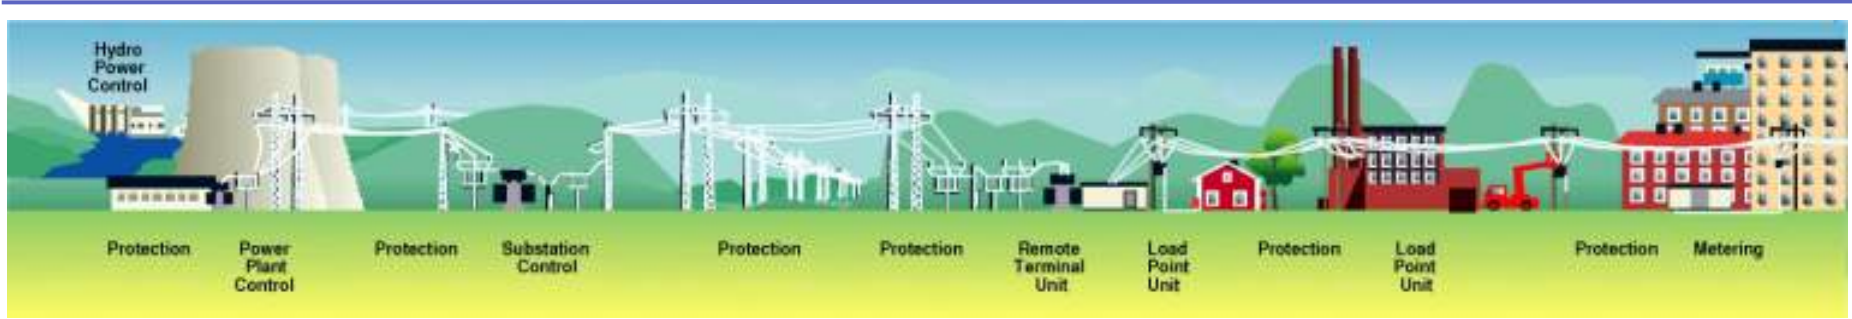 Hydro
Power
Control
Protection
Power
Plant
Control
Protection
Substation
Control
Protection
Protection
Remote
Terminal
Unit
Load
Point
Unit
Protection
Load
Point
Unit
Protection
Metering